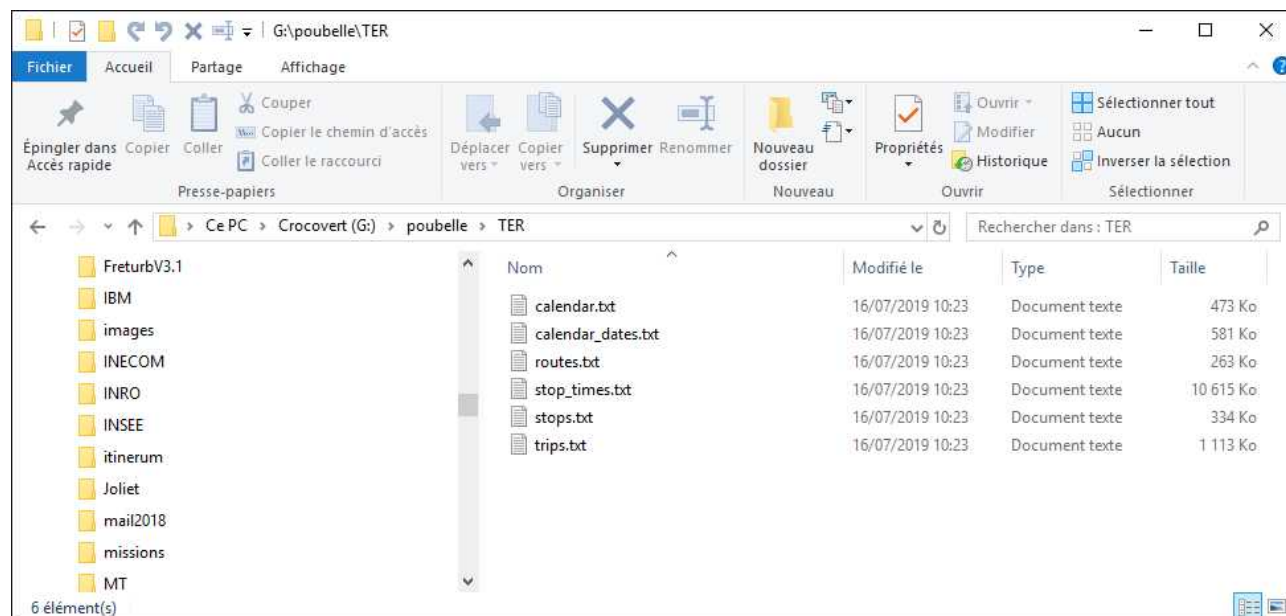 G:\poubelle\TER
Fichier Accueil Partage Affichage
Épingler dans Accès rapide
Copier
Coller
Couper
Copier le chemin d'accès
Coller le raccourci
Presse-papiers
Déplacer vers
Copier vers
Supprimer
Renommer
Organiser
Nouveau dossier
Nouveau
Propriétés
Ouvrir
Modifier
Historique
Ouvrir
Sélectionner tout
Aucun
Inverser la sélection
Sélectionner
Ce PC > Crocovert (G:) > poubelle > TER
Rechercher dans : TER
FreturbV3.1
IBM
images
INECOM
INRO
INSEE
itinerum
Joliet
mail2018
missions
MT
Nom Modifié le Type Taille
calendar.txt 16/07/2019 10:23 Document texte 473 Ko
calendar_dates.txt 16/07/2019 10:23 Document texte 581 Ko
routes.txt 16/07/2019 10:23 Document texte 263 Ko
stop_times.txt 16/07/2019 10:23 Document texte 10 615 Ko
stops.txt 16/07/2019 10:23 Document texte 334 Ko
trips.txt 16/07/2019 10:23 Document texte 1 113 Ko
6 élément(s)